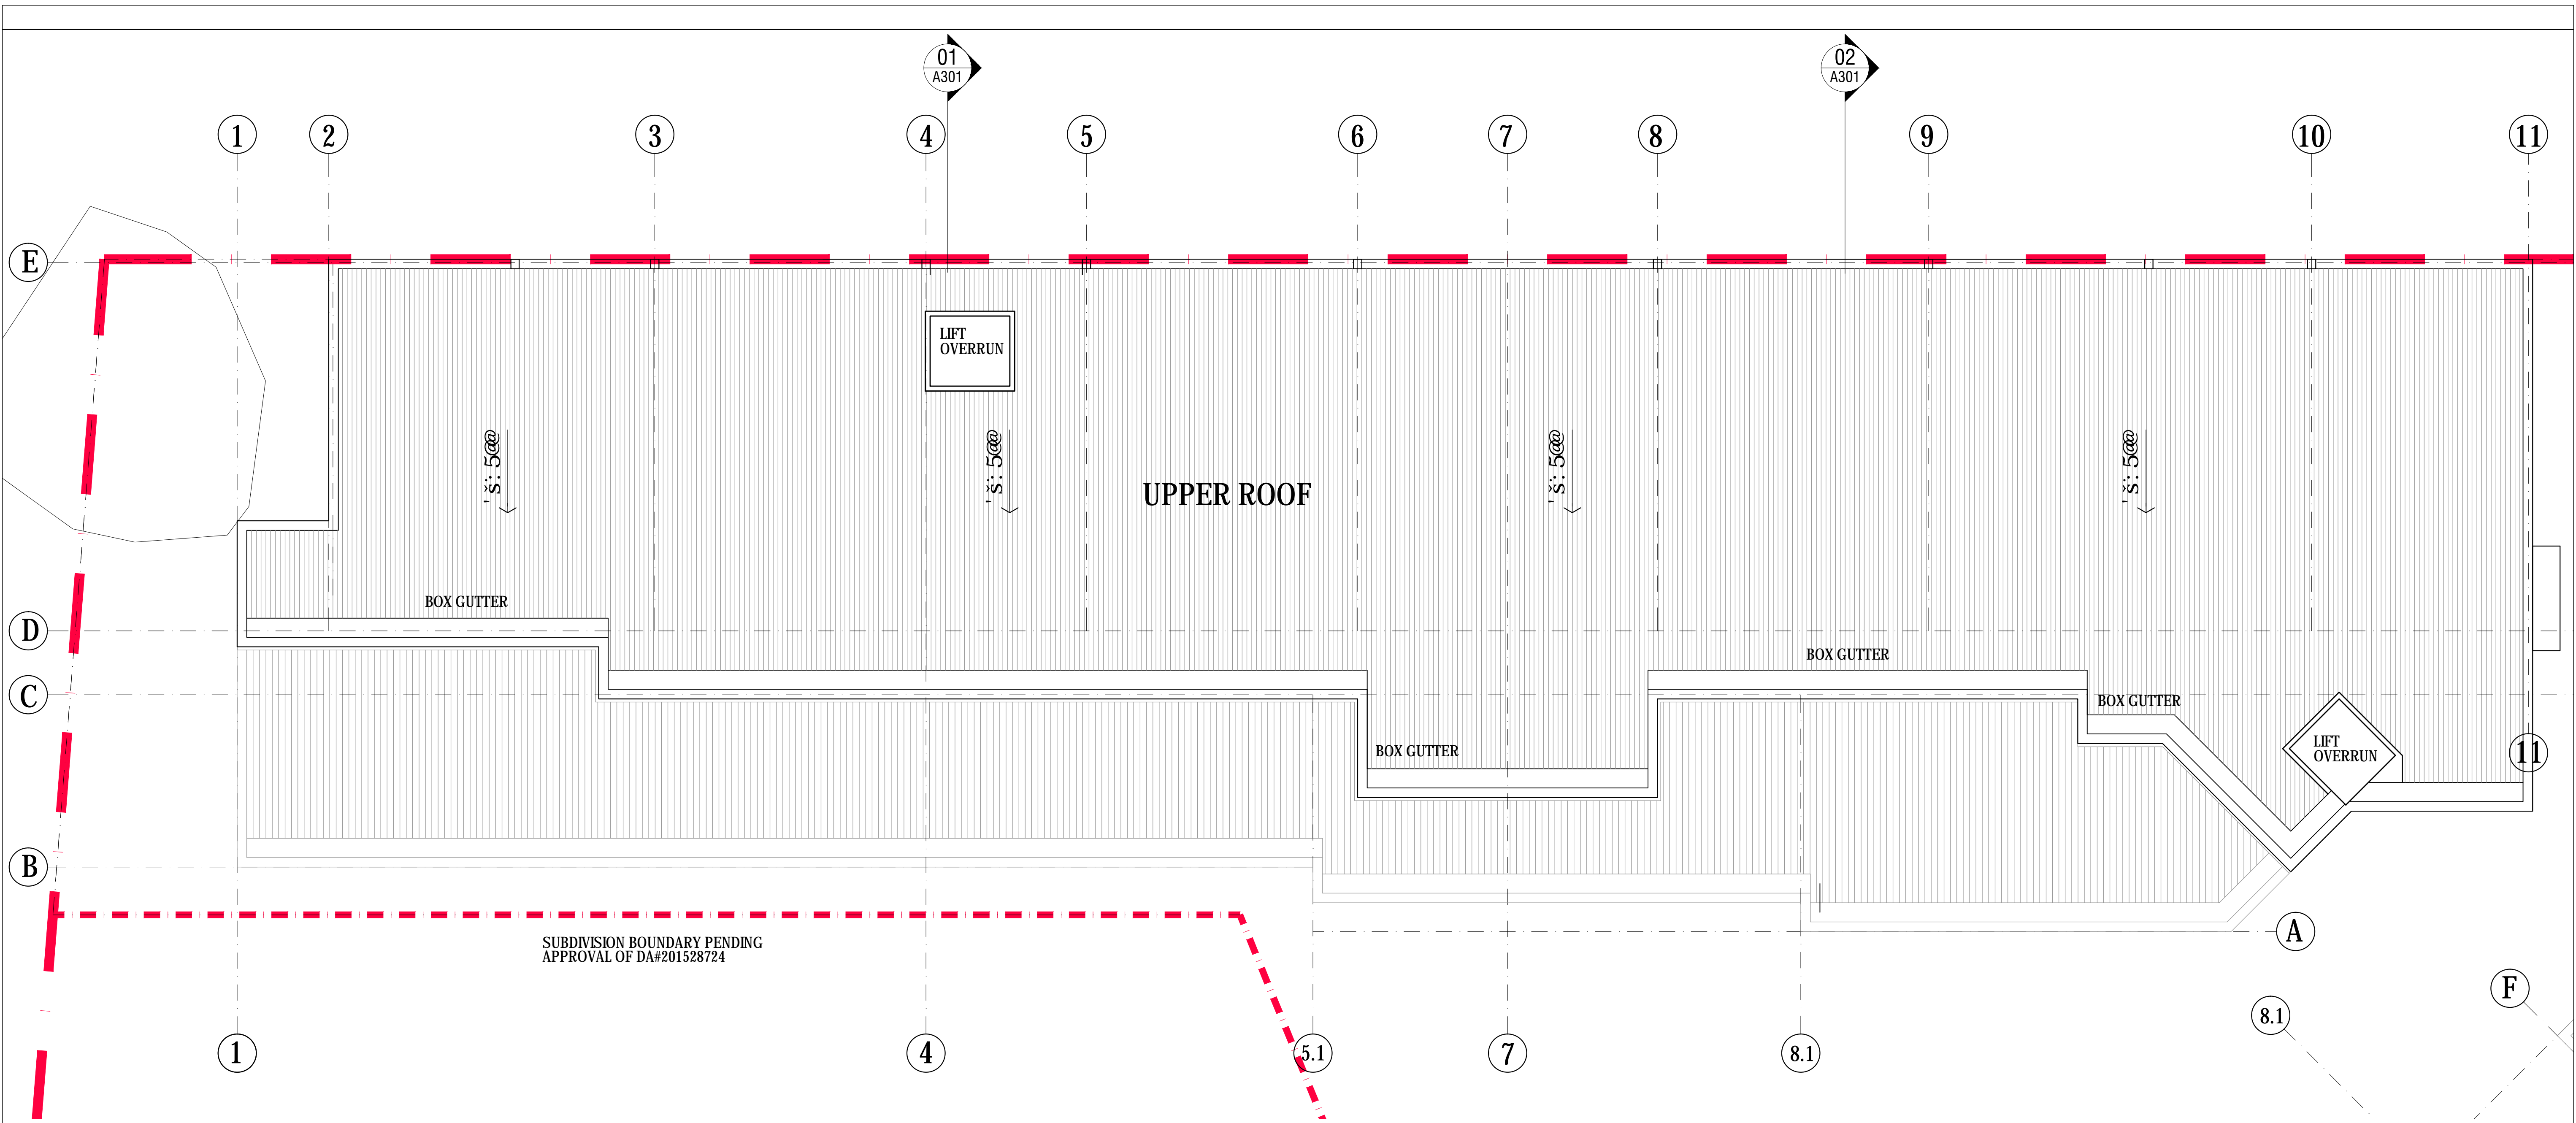 01
A301
02
A301
1
2
3
4
5
6
7
8
9
10
11
E
LIFT
OVERRUN
UPPER ROOF
BOX GUTTER
D
BOX GUTTER
C
BOX GUTTER
BOX GUTTER
LIFT
OVERRUN
11
B
SUBDIVISION BOUNDARY PENDING
APPROVAL OF DA#201528724
A
F
8.1
1
4
5.1
7
8.1